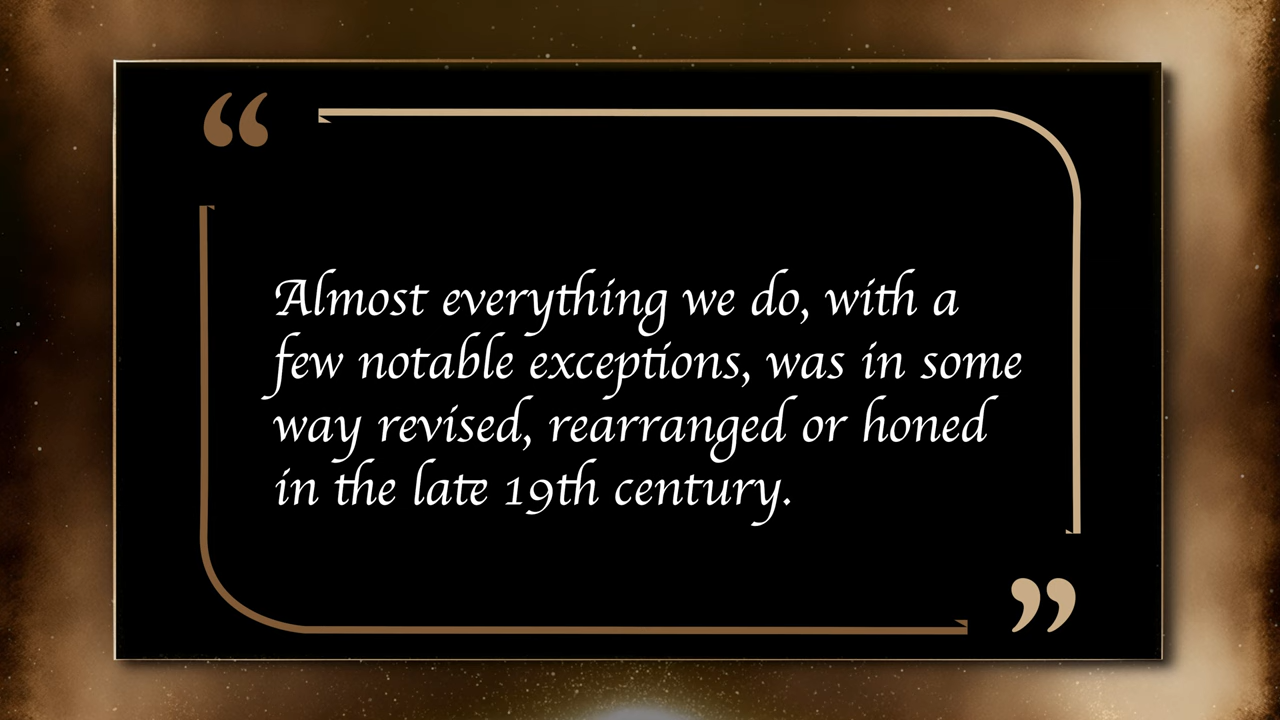 “
Almost everything we do, with a
few notable exceptions, was in some
way revised, rearranged or honed
in the late 19th century.
”